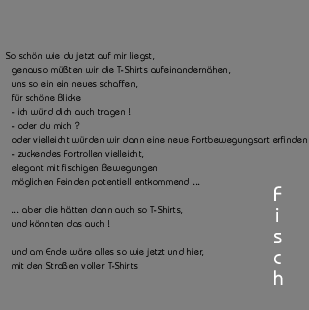 So schön wie du jetzt auf mir liegst,
genauso müßten wir die T-Shirts aufeinandernähen,
uns so ein ein neues schaffen,
für schöne Blicke
- ich würd dich auch tragen !
- oder du mich ?
oder vielleicht würden wir dann eine neue Fortbewegungsart erfinden
- zuckendes Fortrollen vielleicht,
elegant mit fischigen Bewegungen
möglichen Feinden potentiell entkommend ...
... aber die hätten dann auch so T-Shirts,
und könnten das auch !
und am Ende wäre alles so wie jetzt und hier,
mit den Straßen voller T-Shirts
Fisch